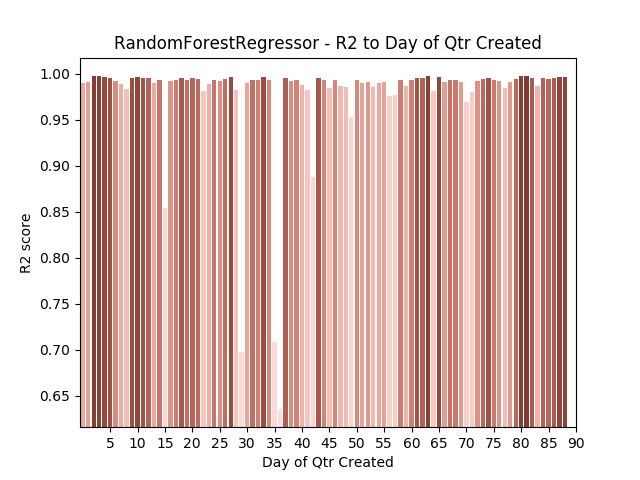 RandomForestRegressor - R2 to Day of Qtr Created
1.00
0.95
0.90
0.85
0.80
0.75
0.70
0.65
R2 score
5 10 15 20 25 30 35 40 45 50 55 60 65 70 75 80 85 90
Day of Qtr Created